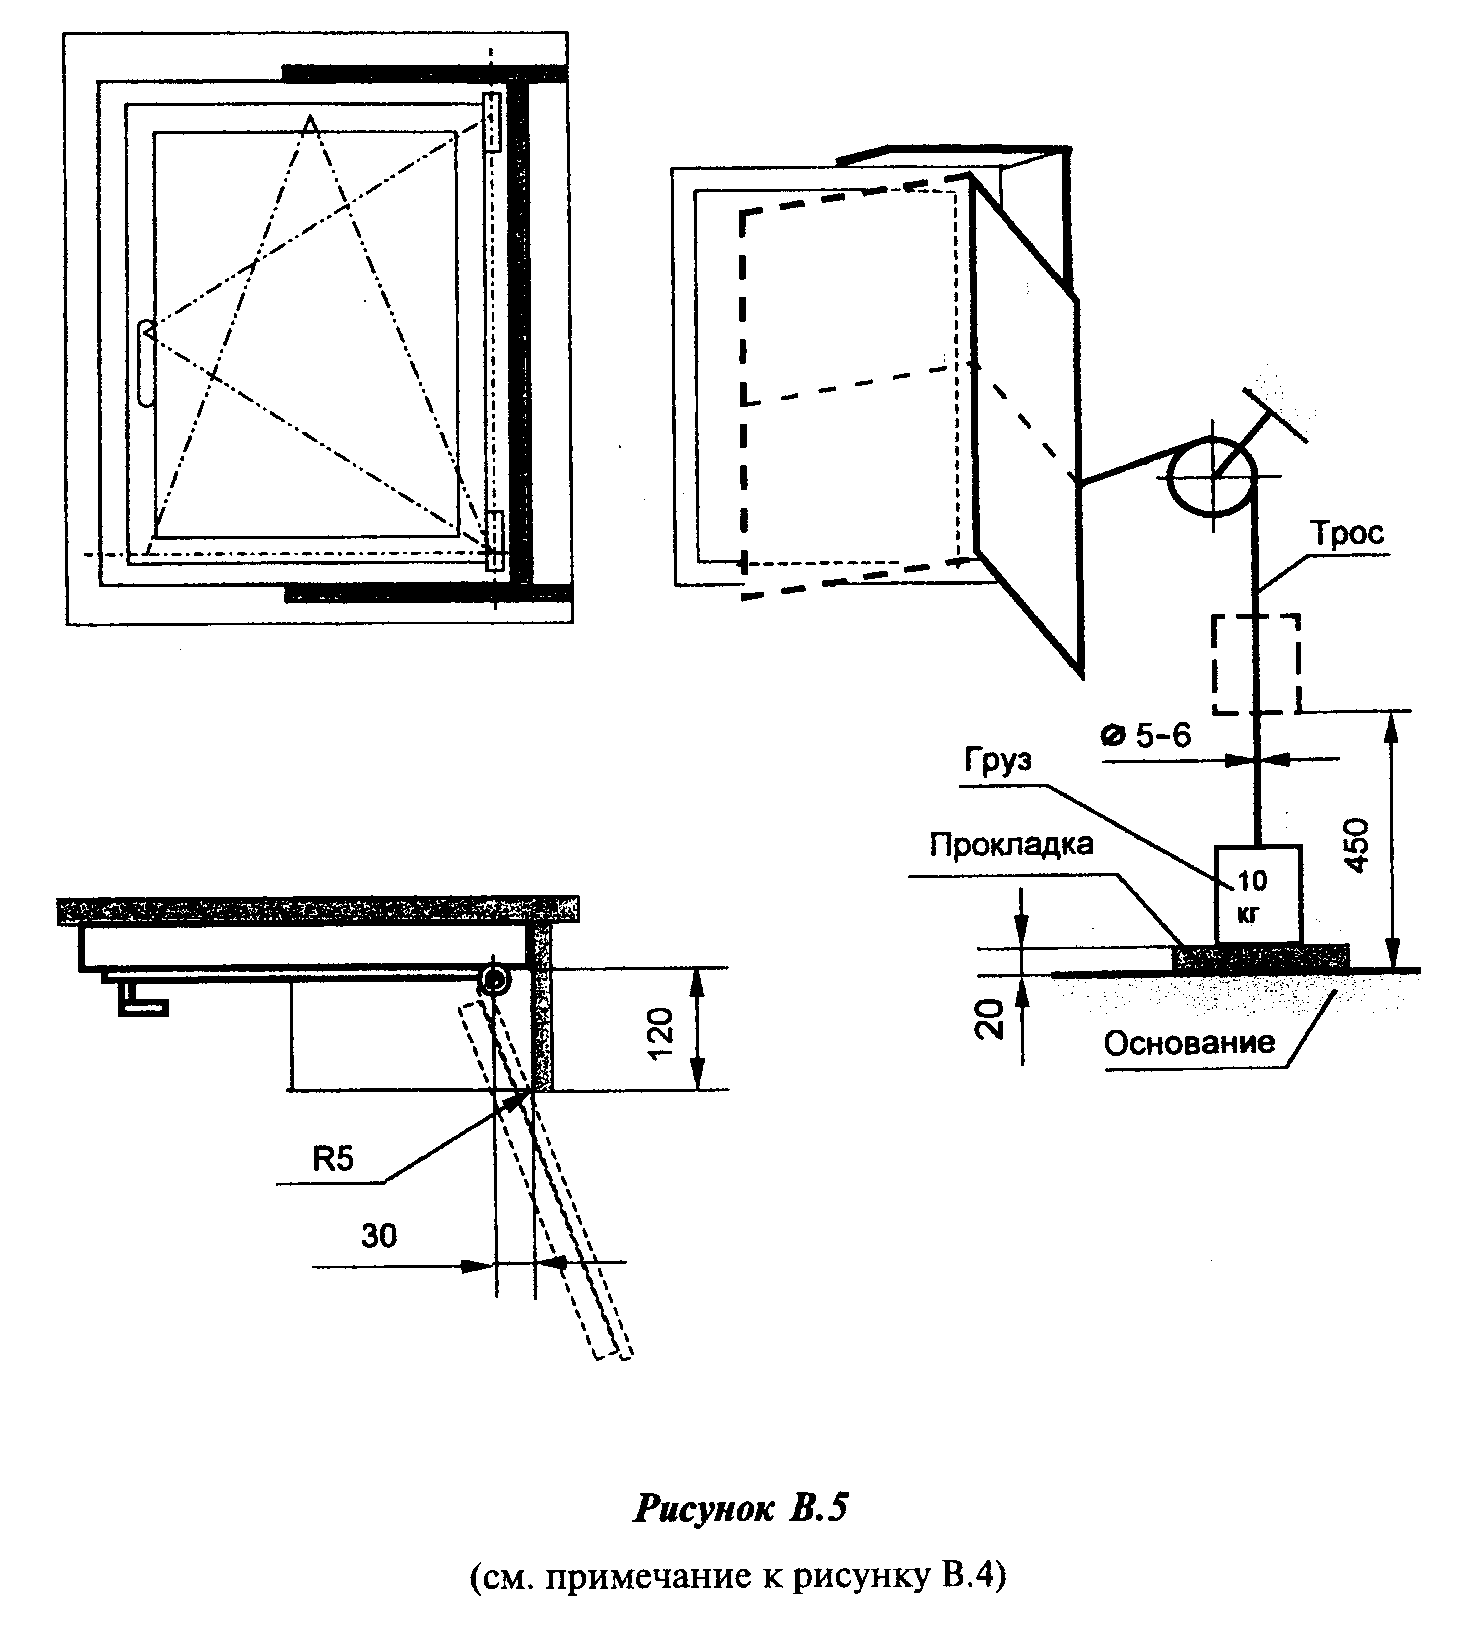 Трос
⌀ 5-6
Груз
Прокладка
450
10
кг
20
Основание
120
R5
30
Рисунок В.5
(см. примечание к рисунку В.4)